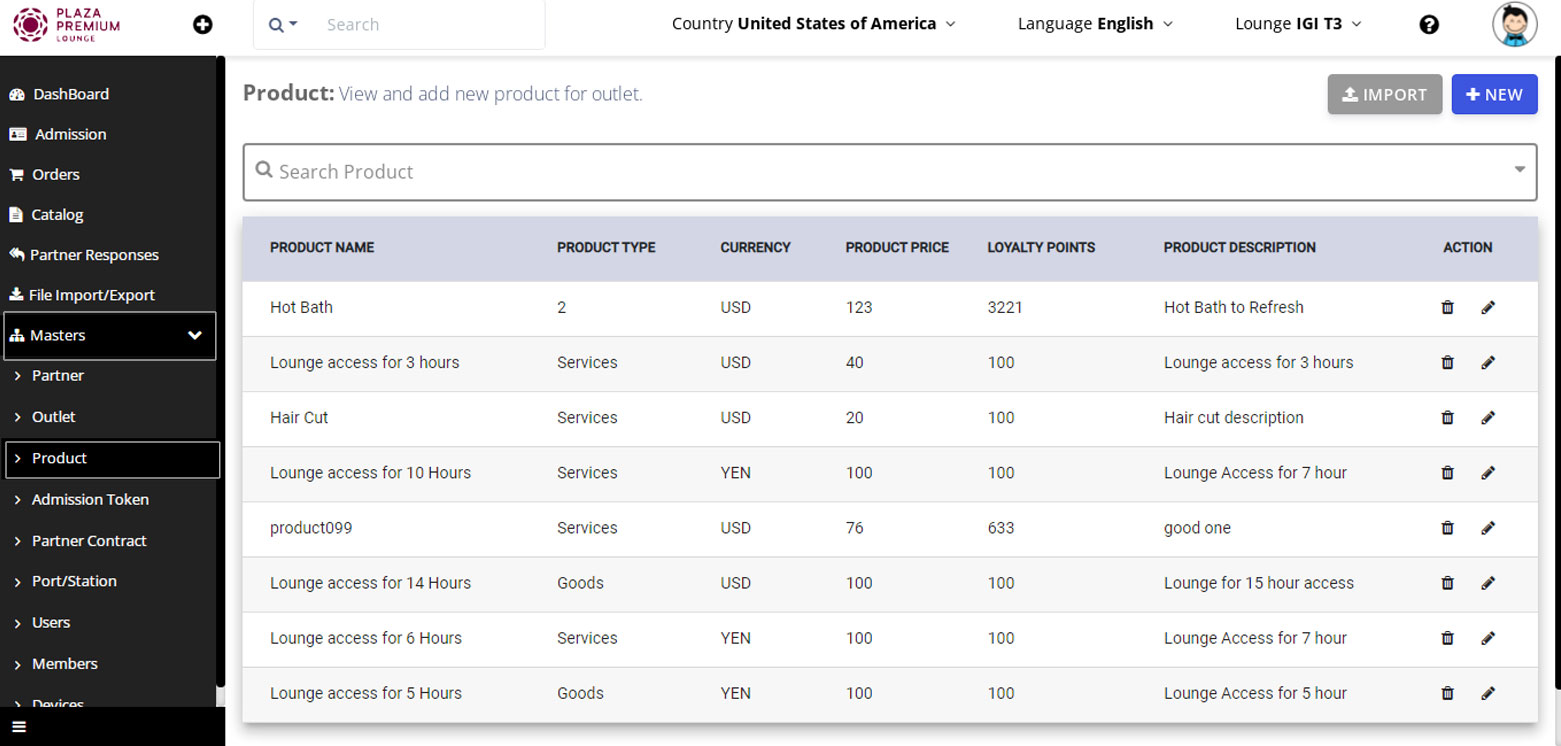 PLAZA
PREMIUM
LOUNGE
Search
Country United States of America
Language English
Lounge IGI T3
DashBoard
Admission
Orders
Catalog
Partner Responses
File Import/Export
Masters
Partner
Outlet
Product
Admission Token
Partner Contract
Port/Station
Users
Members
Devices
Product: View and add new product for outlet.
IMPORT
NEW
Search Product
PRODUCT NAME PRODUCT TYPE CURRENCY PRODUCT PRICE LOYALTY POINTS PRODUCT DESCRIPTION ACTION
Hot Bath 2 USD 123 3221 Hot Bath to Refresh
Lounge access for 3 hours Services USD 40 100 Lounge access for 3 hours
Hair Cut Services USD 20 100 Hair cut description
Lounge access for 10 Hours Services YEN 100 100 Lounge Access for 7 hour
product099 Services USD 76 633 good one
Lounge access for 14 Hours Goods USD 100 100 Lounge for 15 hour access
Lounge access for 6 Hours Services YEN 100 100 Lounge Access for 7 hour
Lounge access for 5 Hours Goods YEN 100 100 Lounge Access for 5 hour